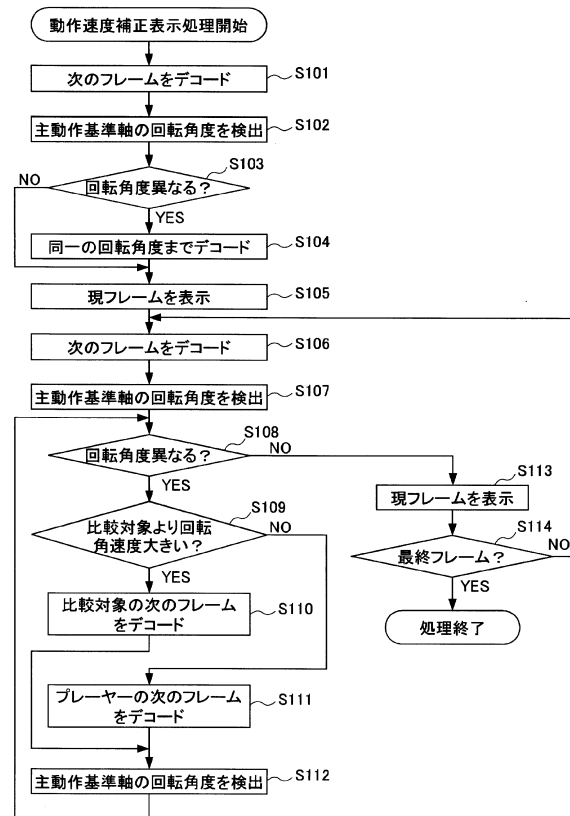 動作速度補正表示処理開始
次のフレームをデコード
S101
主動作基準軸の回転角度を検出
S102
S103
回転角度異なる？
NO
YES
同一の回転角度までデコード
S104
現フレームを表示
S105
次のフレームをデコード
S106
主動作基準軸の回転角度を検出
S107
S108
回転角度異なる？
NO
YES
S113
現フレームを表示
S109
比較対象より回転
角速度大きい？
NO
YES
S114
最終フレーム？
NO
YES
比較対象の次のフレーム
をデコード
S110
処理終了
プレーヤーの次のフレーム
をデコード
S111
主動作基準軸の回転角度を検出
S112